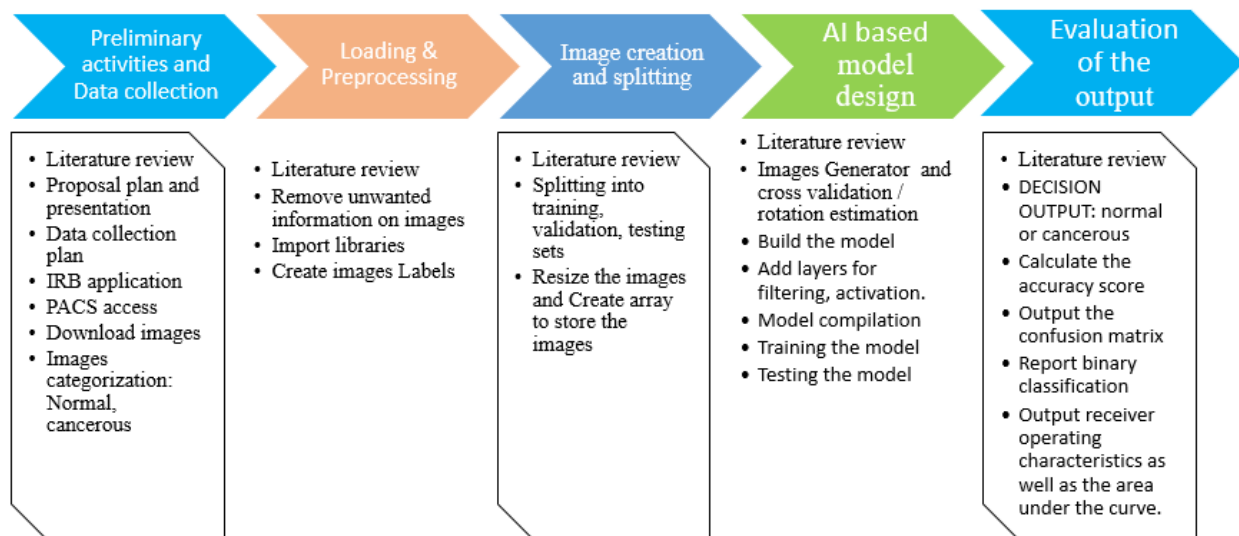 Preliminary
activities and
Data collection
• Literature review
• Proposal plan and
presentation
• Data collection
plan
• IRB application
• PACS access
• Download images
• Images
categorization:
Normal,
cancerous
Loading &
Preprocessing
• Literature review
• Remove unwanted
information on images
• Import libraries
• Create images Labels
Image creation
and splitting
• Literature review
• Splitting into
training,
validation, testing
sets
• Resize the images
and Create array
to store the
images
AI based
model
design
• Literature review
• Images Generator and
cross validation /
rotation estimation
• Build the model
• Add layers for
filtering, activation.
• Model compilation
• Training the model
• Testing the model
Evaluation
of the
output
• Literature review
• DECISION
OUTPUT: normal
or cancerous
• Calculate the
accuracy score
• Output the
confusion matrix
• Report binary
classification
• Output receiver
operating
characteristics as
well as the area
under the curve.